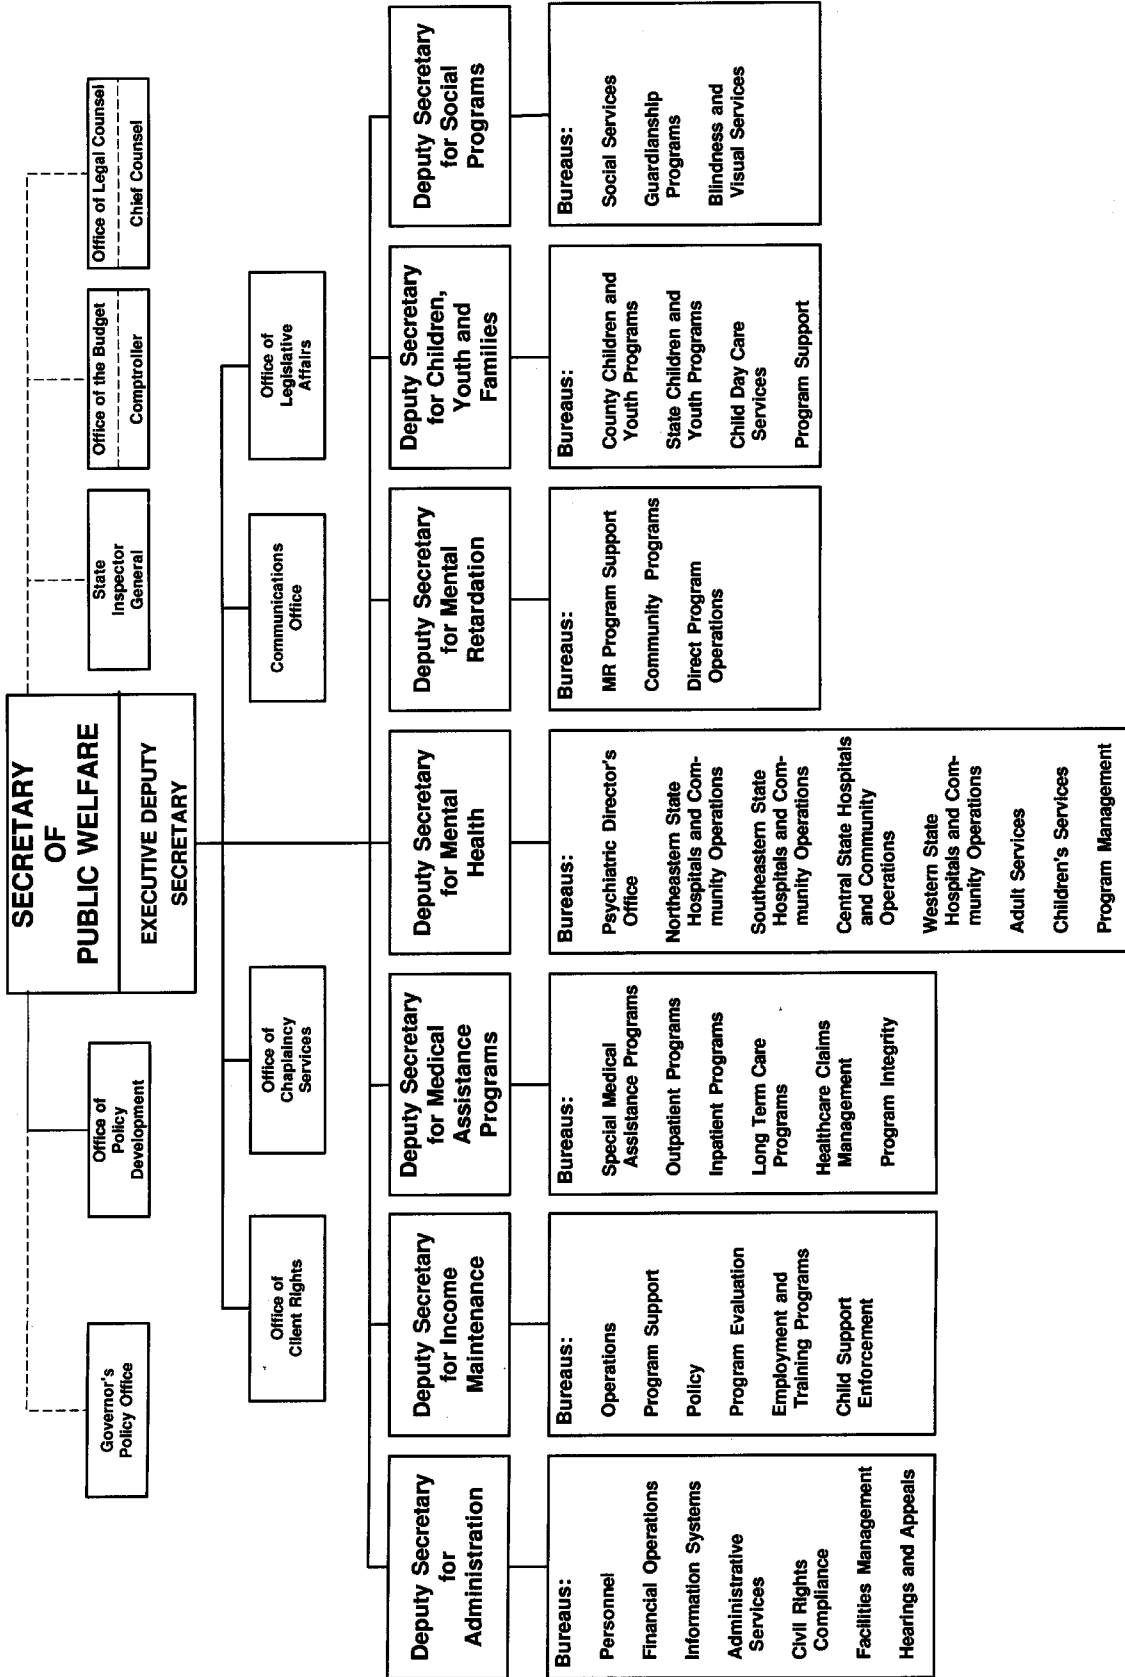 SECRETARY
OF
PUBLIC WELFARE
EXECUTIVE DEPUTY
SECRETARY
Governor's
Policy Office
Office of
Policy
Development
State
Inspector
General
Office of the Budget
Comptroller
Office of Legal Counsel
Chief Counsel
Office of
Client Rights
Office of
Chaplaincy
Services
Communications
Office
Office of
Legislative
Affairs
Deputy Secretary
for
Administration
Bureaus:
Personnel
Financial Operations
Information Systems
Administrative
Services
Civil Rights
Compliance
Facilities Management
Hearings and Appeals
Deputy Secretary
for Income
Maintenance
Bureaus:
Operations
Program Support
Policy
Program Evaluation
Employment and
Training Programs
Child Support
Enforcement
Deputy Secretary
for Medical
Assistance
Programs
Bureaus:
Special Medical
Assistance Programs
Outpatient Programs
Inpatient Programs
Long Term Care
Programs
Healthcare Claims
Management
Program Integrity
Deputy Secretary
for Mental
Health
Bureaus:
Psychiatric Director's
Office
Northeastern State
Hospitals and Com-
munity Operations
Southeastern State
Hospitals and Com-
munity Operations
Central State Hospitals
and Community
Operations
Western State
Hospitals and Com-
munity Operations
Adult Services
Children's Services
Program Management
Deputy Secretary
for Mental
Retardation
Bureaus:
MR Program Support
Community Programs
Direct Program
Operations
Deputy Secretary
for Children,
Youth and
Families
Bureaus:
County Children and
Youth Programs
State Children and
Youth Programs
Child Day Care
Services
Program Support
Deputy Secretary
for Social
Programs
Bureaus:
Social Services
Guardianship
Programs
Blindness and
Visual Services